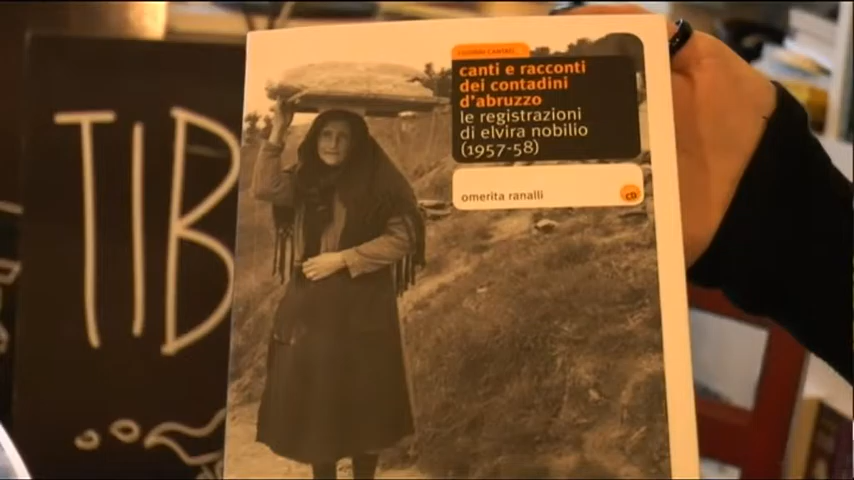 TIB
canti e racconti
dei contadini
d'abruzzo
le registrazioni
di elvira nobilio
(1957-58)
omerita ranalli
CD